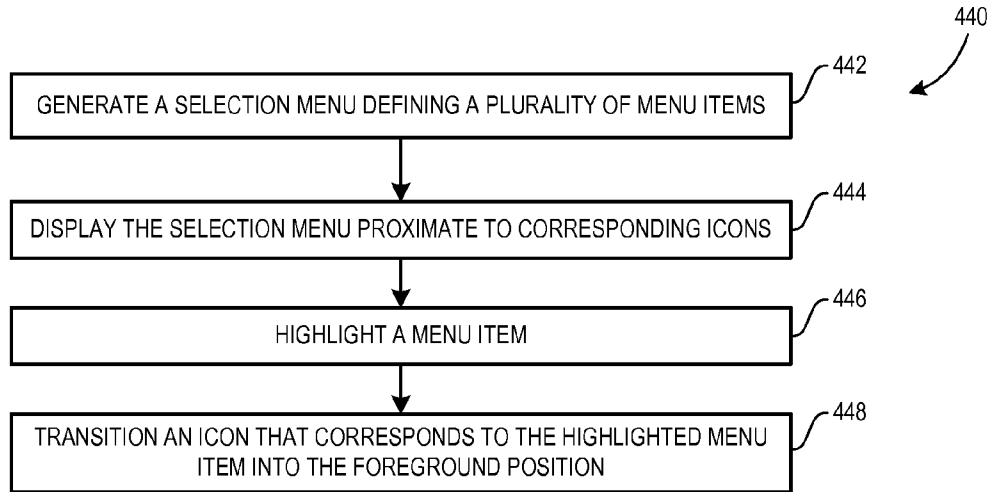 440
442
GENERATE A SELECTION MENU DEFINING A PLURALITY OF MENU ITEMS
444
DISPLAY THE SELECTION MENU PROXIMATE TO CORRESPONDING ICONS
446
HIGHLIGHT A MENU ITEM
448
TRANSITION AN ICON THAT CORRESPONDS TO THE HIGHLIGHTED MENU
ITEM INTO THE FOREGROUND POSITION